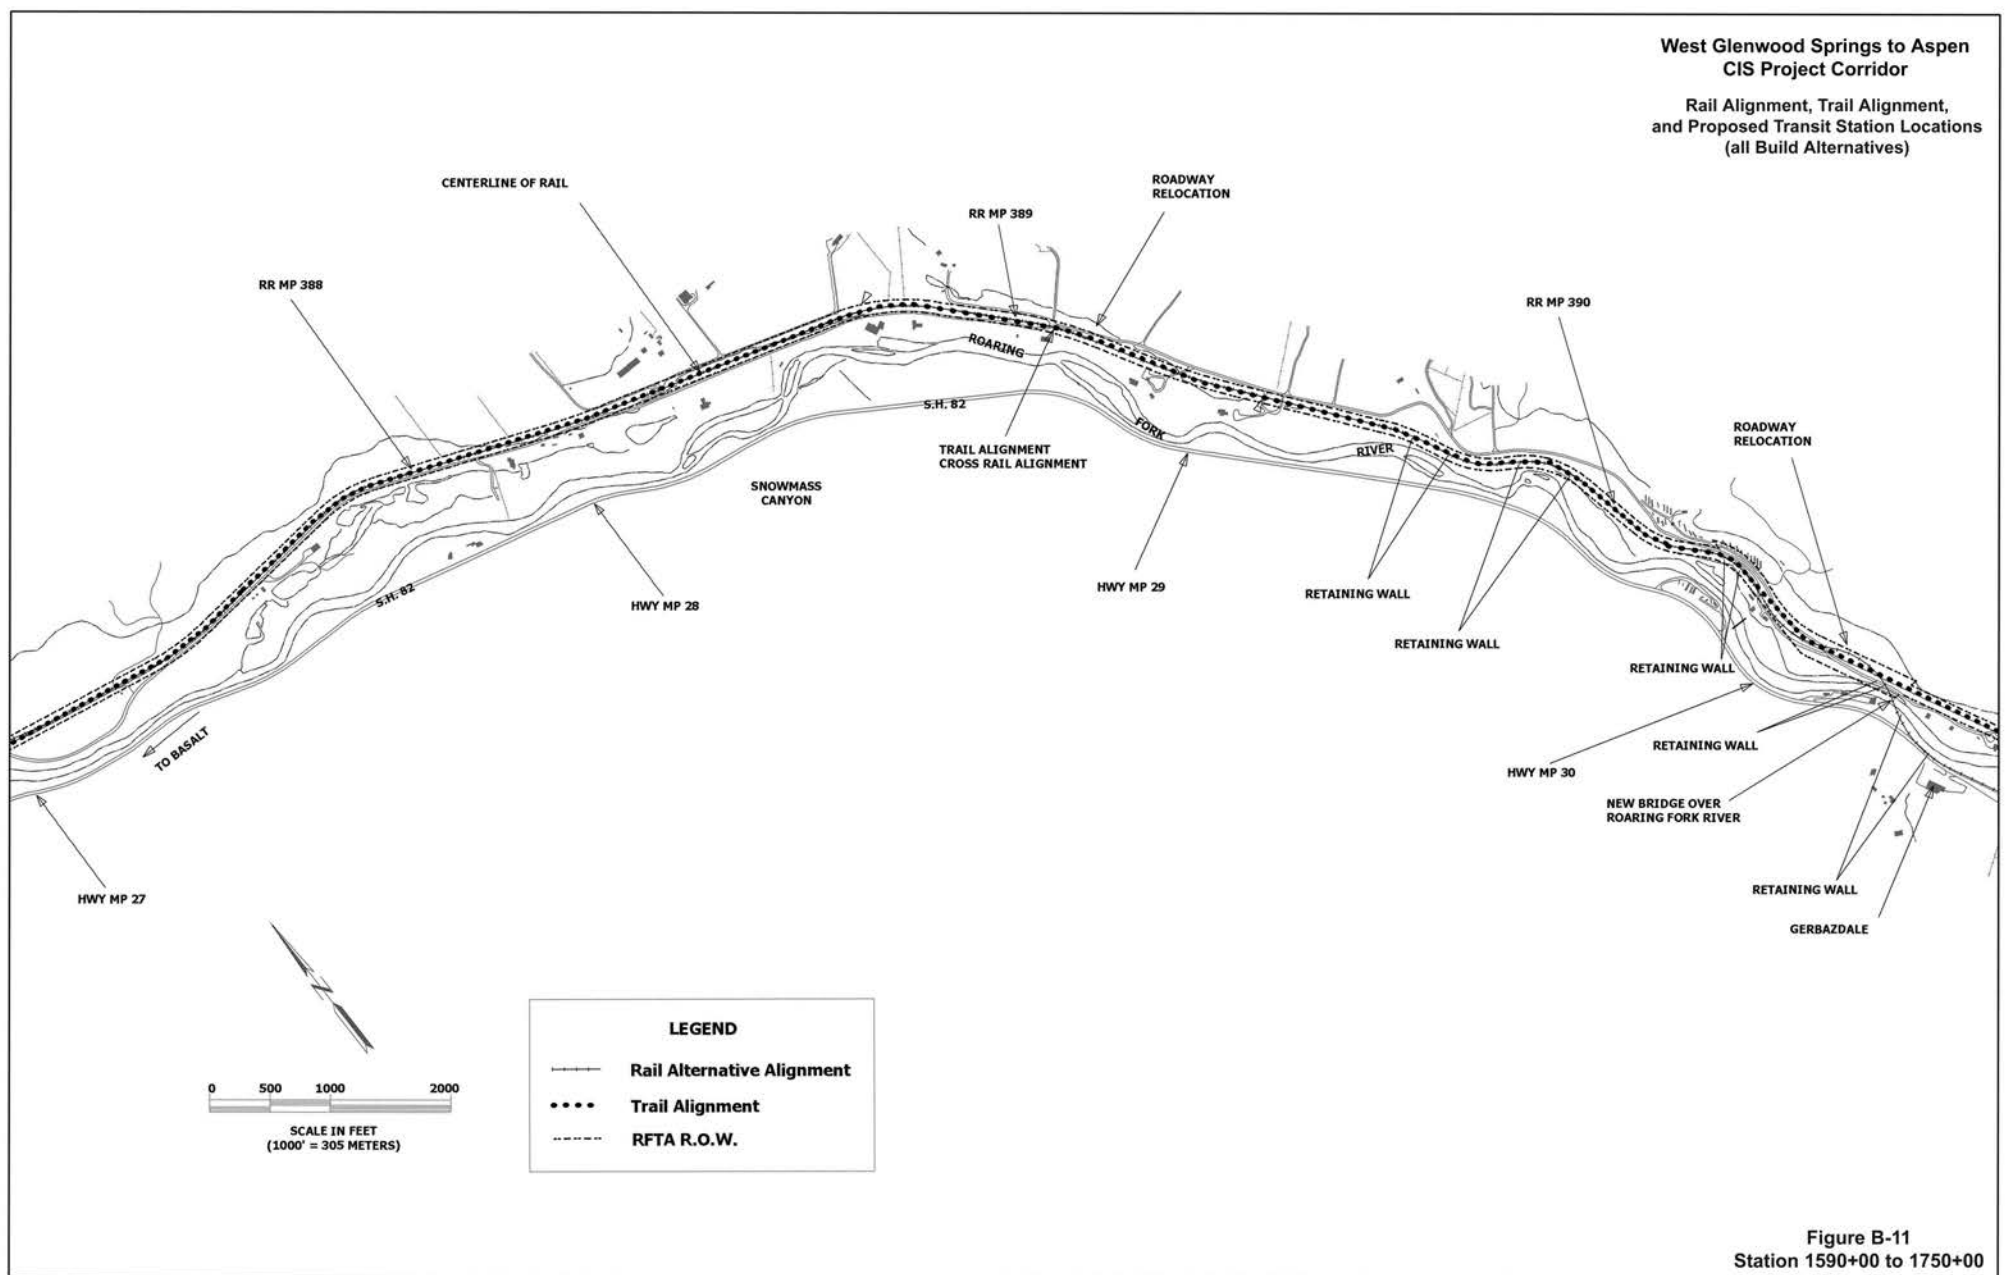 West Glenwood Springs to Aspen
CIS Project Corridor
Rail Alignment, Trail Alignment,
and Proposed Transit Station Locations
(all Build Alternatives)
CENTERLINE OF RAIL
ROADWAY
RELOCATION
RR MP 389
RR MP 388
RR MP 390
ROARING
S.H. 82
FORK
RIVER
TRAIL ALIGNMENT
CROSS RAIL ALIGNMENT
ROADWAY
RELOCATION
SNOWMASS
CANYON
S.H. 82
HWY MP 28
HWY MP 29
RETAINING WALL
RETAINING WALL
RETAINING WALL
TO BASALT
RETAINING WALL
HWY MP 30
NEW BRIDGE OVER
ROARING FORK RIVER
HWY MP 27
RETAINING WALL
GERBAZDALE
LEGEND
Rail Alternative Alignment
Trail Alignment
RFTA R.O.W.
0 500 1000 2000
SCALE IN FEET
(1000' = 305 METERS)
Figure B-11
Station 1590+00 to 1750+00